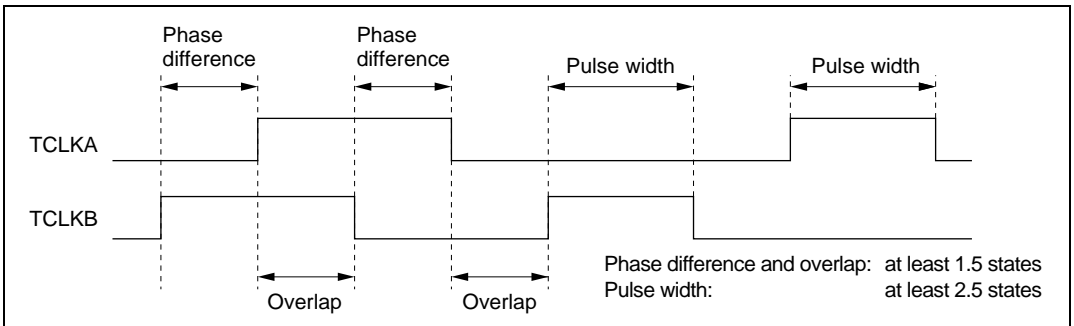 Phase
difference
Phase
difference
Pulse width
Pulse width
TCLKA
TCLKB
Overlap
Overlap
Phase difference and overlap: at least 1.5 states
Pulse width: at least 2.5 states